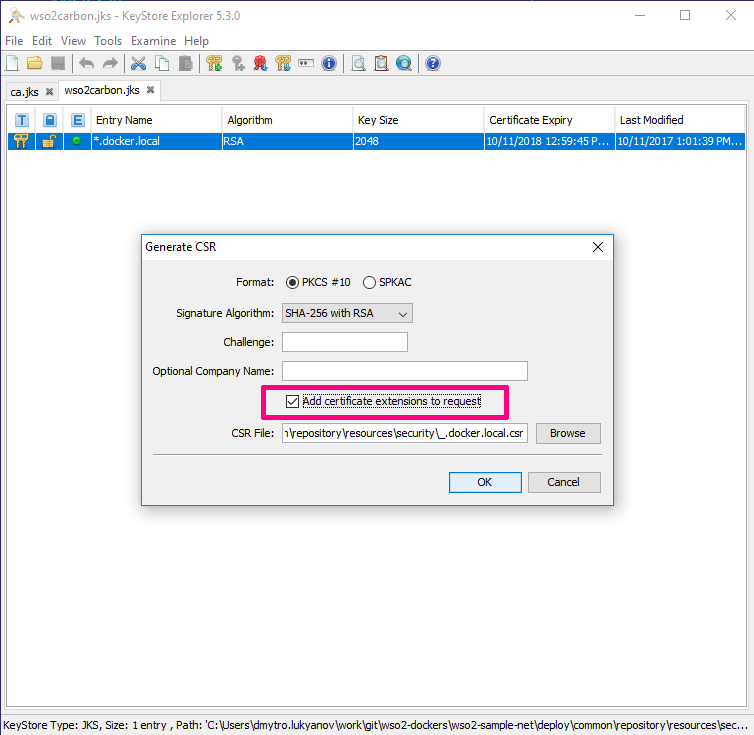 wso2carbon.jks - KeyStore Explorer 5.3.0
File Edit View Tools Examine Help
ca.jks wso2carbon.jks
T E Entry Name Algorithm Key Size Certificate Expiry Last Modified
*.docker.local RSA 2048 10/11/2018 12:59:45 P... 10/11/2017 1:01:39 PM...
Generate CSR
Format: PKCS #10 SPKAC
Signature Algorithm: SHA-256 with RSA
Challenge:
Optional Company Name:
Add certificate extensions to request
CSR File: \repository\resources\security\_.docker.local.csr Browse
OK Cancel
KeyStore Type: JKS, Size: 1 entry , Path: 'C:\Users\dmytro.lukyanov\work\git\wso2-dockers\wso2-sample-net\deploy\common\repository\resources\sec...